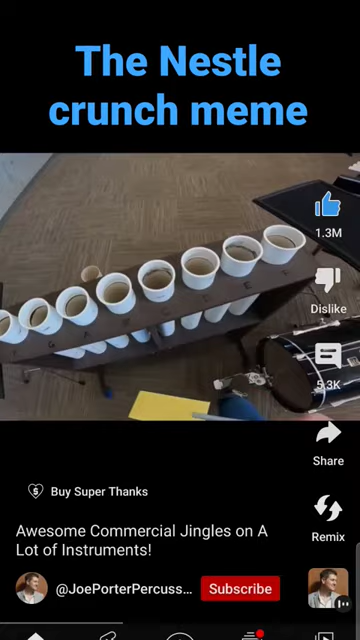 The Nestle
crunch meme
1.3M
Dislike
5.3K
Share
Remix
Buy Super Thanks
Awesome Commercial Jingles on A
Lot of Instruments!
@JoePorterPercuss...
Subscribe